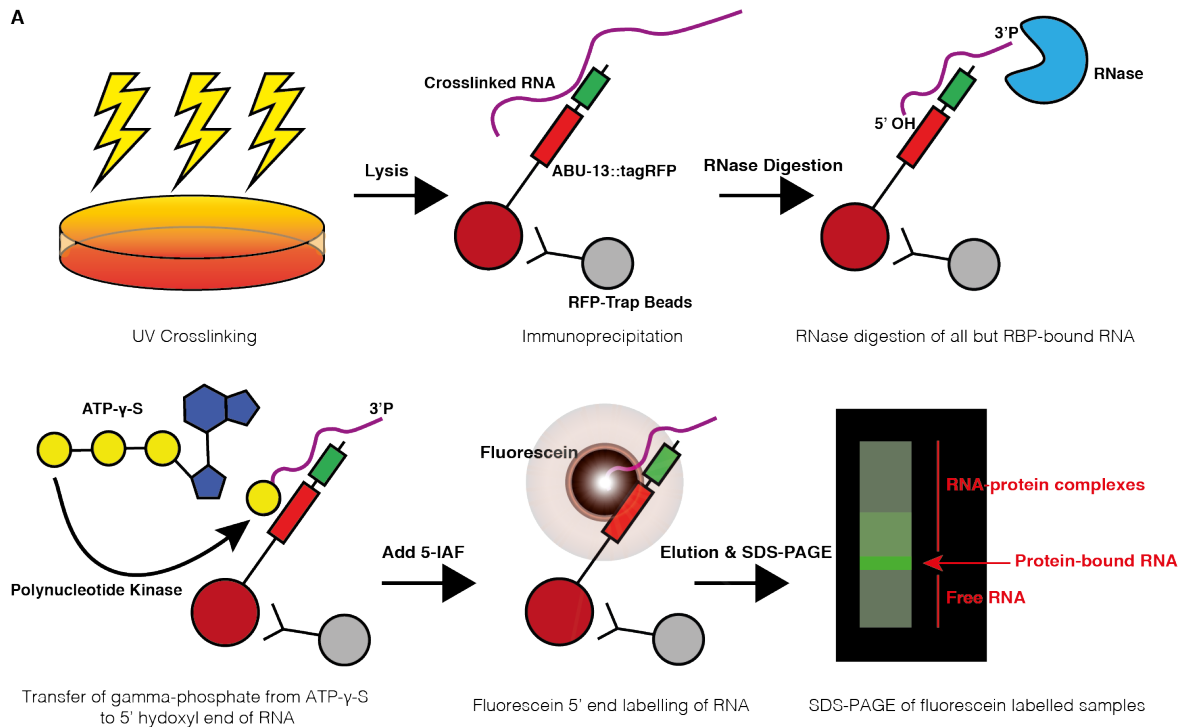 A
3'P
RNase
Crosslinked RNA
5' OH
Lysis
ABU-13::tagRFP
RNase Digestion
RFP-Trap Beads
UV Crosslinking
Immunoprecipitation
RNase digestion of all but RBP-bound RNA
ATP-γ-S
3'P
Fluorescein
RNA-protein complexes
Add 5-IAF
Elution & SDS-PAGE
Protein-bound RNA
Polynucleotide Kinase
Free RNA
Transfer of gamma-phosphate from ATP-γ-S
to 5' hydoxyl end of RNA
Fluorescein 5' end labelling of RNA
SDS-PAGE of fluorescein labelled samples